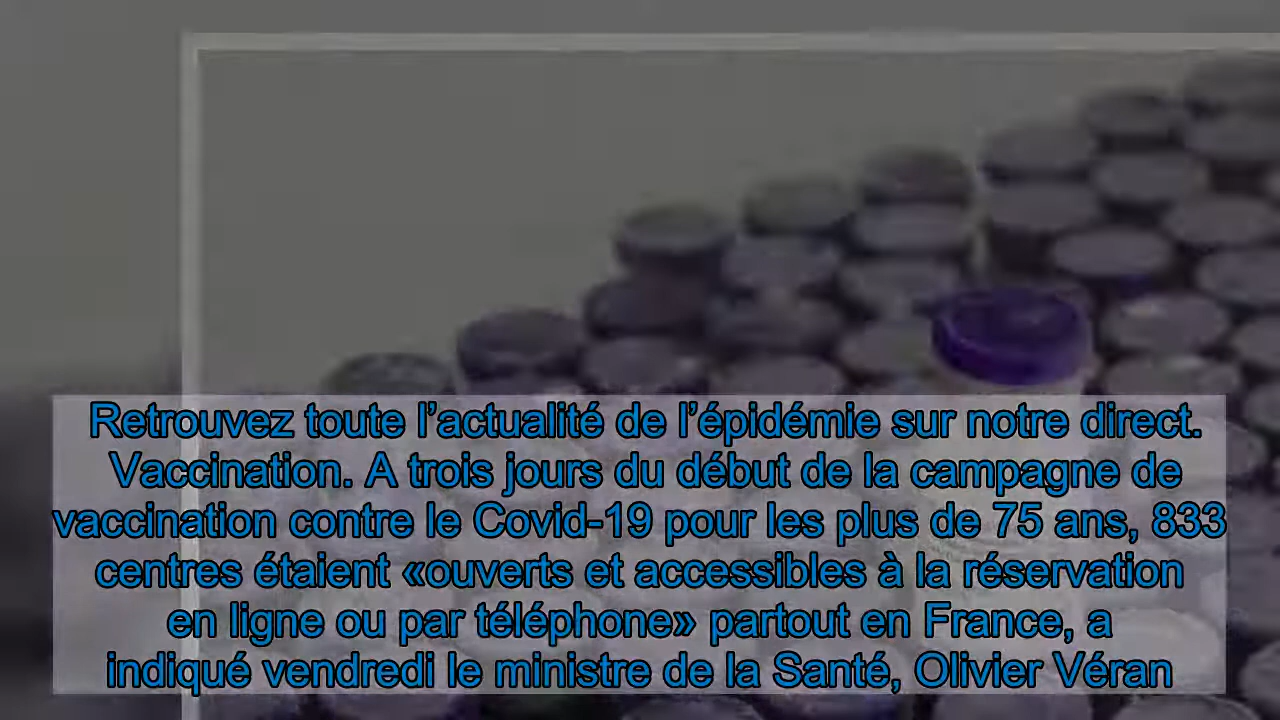 Retrouvez toute l’actualité de l’épidémie sur notre direct.
Vaccination. A trois jours du début de la campagne de
vaccination contre le Covid-19 pour les plus de 75 ans, 833
centres étaient «ouverts et accessibles à la réservation
en ligne ou par téléphone» partout en France, a
indiqué vendredi le ministre de la Santé, Olivier Véran